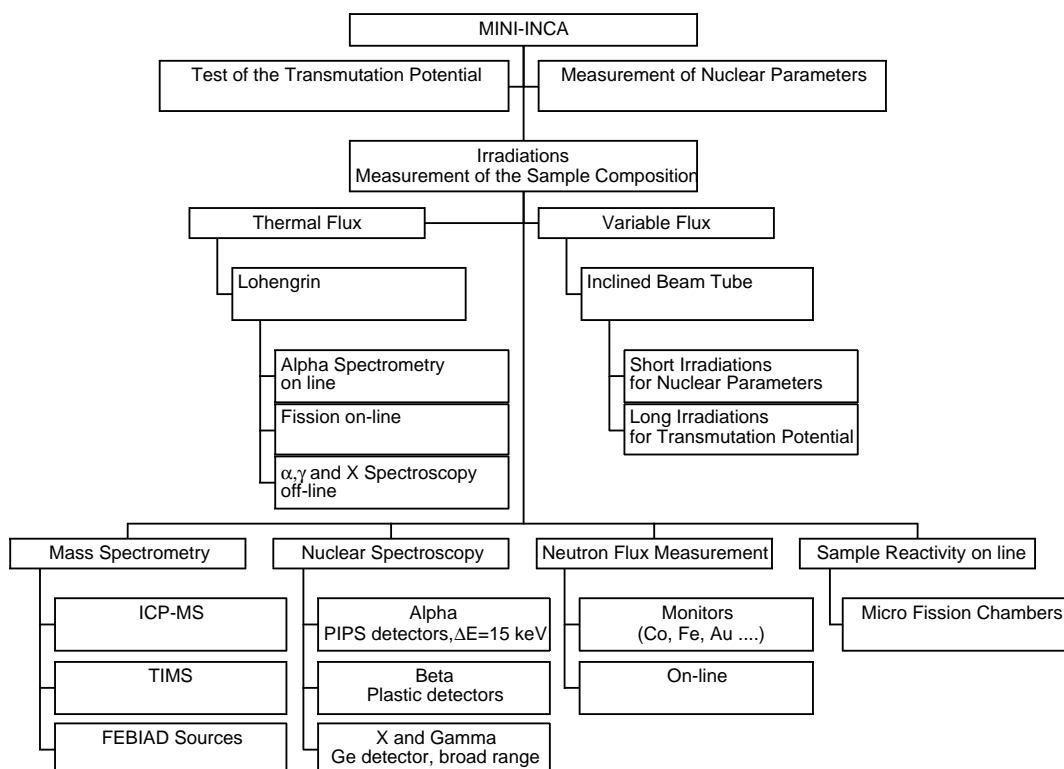 MINI-INCA
Test of the Transmutation Potential
Measurement of Nuclear Parameters
Irradiations
Measurement of the Sample Composition
Thermal Flux
Variable Flux
Lohengrin
Inclined Beam Tube
Alpha Spectrometry
on line
Fission on-line
α,γ and X Spectroscopy
off-line
Short Irradiations
for Nuclear Parameters
Long Irradiations
for Transmutation Potential
Mass Spectrometry
Nuclear Spectroscopy
Neutron Flux Measurement
Sample Reactivity on line
ICP-MS
TIMS
FEBIAD Sources
Alpha
PIPS detectors,ΔE=15 keV
Beta
Plastic detectors
X and Gamma
Ge detector, broad range
Monitors
(Co, Fe, Au ....)
On-line
Micro Fission Chambers